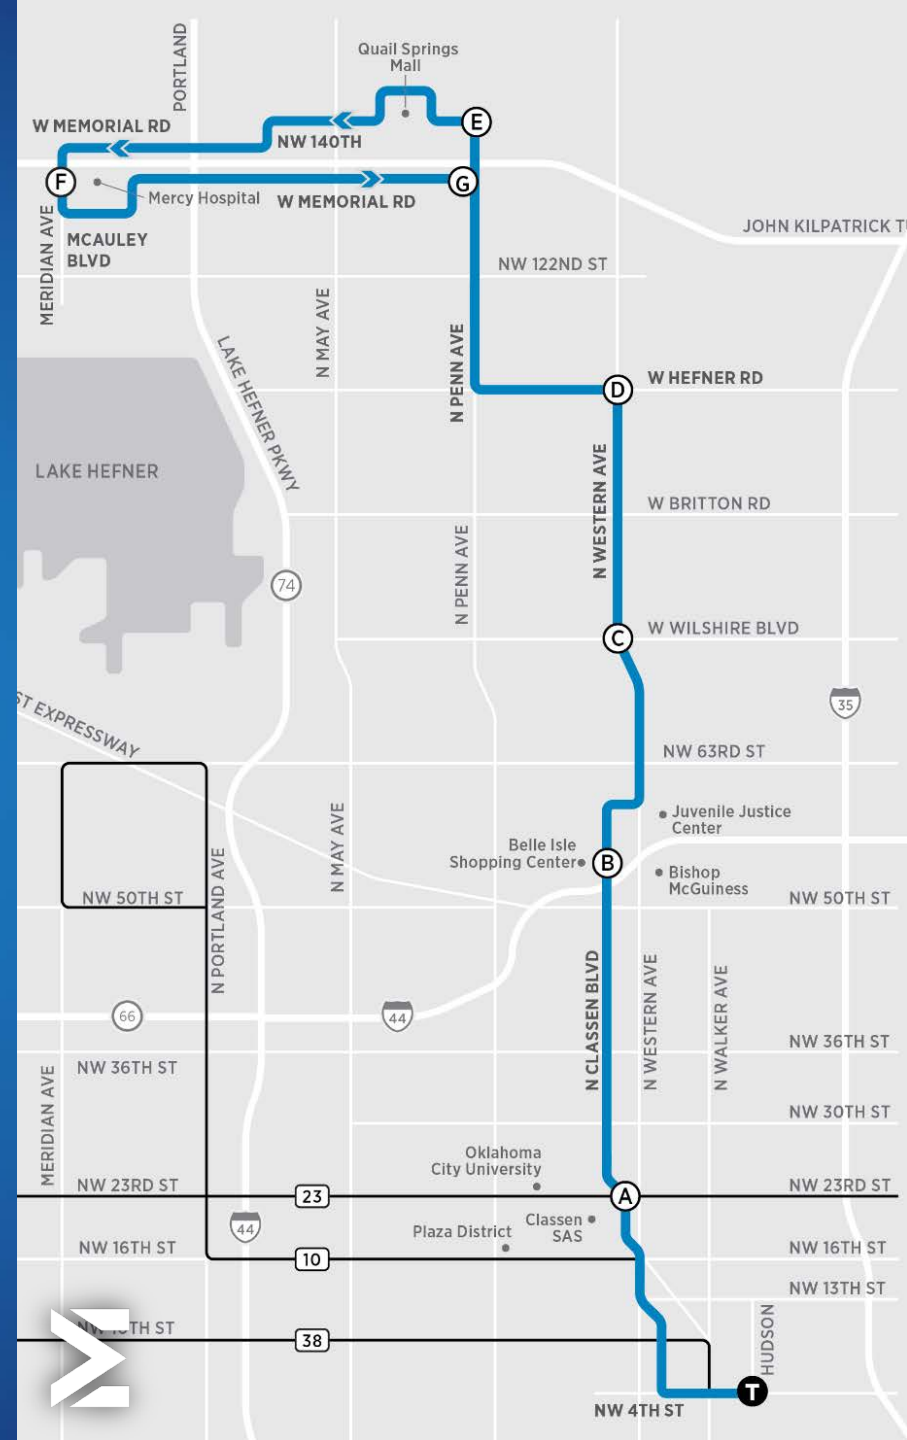 Quail Springs
Mall
PORTLAND
W MEMORIAL RD
E
NW 140TH
F
Mercy Hospital
W MEMORIAL RD
G
MERIDIAN AVE
MCAULEY
BLVD
JOHN KILPATRICK
NW 122ND ST
N MAY AVE
LAKE HEFNER PKWY
N PENN AVE
D
W HEFNER RD
LAKE HEFNER
N WESTERN AVE
W BRITTON RD
N PENN AVE
74
C
W WILSHIRE BLVD
35
ST EXPRESSWAY
NW 63RD ST
Juvenile Justice
Center
N MAY AVE
Belle Isle
Shopping Center
B
Bishop
McGuiness
NW 50TH ST
N PORTLAND AVE
NW 50TH ST
N CLASSEN BLVD
N WESTERN AVE
N WALKER AVE
66
44
NW 36TH ST
NW 36TH ST
MERIDIAN AVE
NW 30TH ST
Oklahoma
City University
NW 23RD ST
23
A
NW 23RD ST
44
Plaza District
Classen
SAS
NW 16TH ST
10
NW 16TH ST
NW 13TH ST
HUDSON
TH ST
38
T
NW 4TH ST